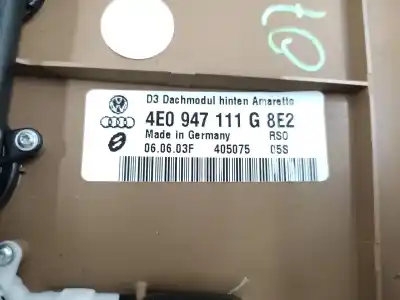 D3 Dachmodul hinten Amaretto
4E0 947 111 G 8E2
Made in Germany RSO
06.06.03F 405075 05S